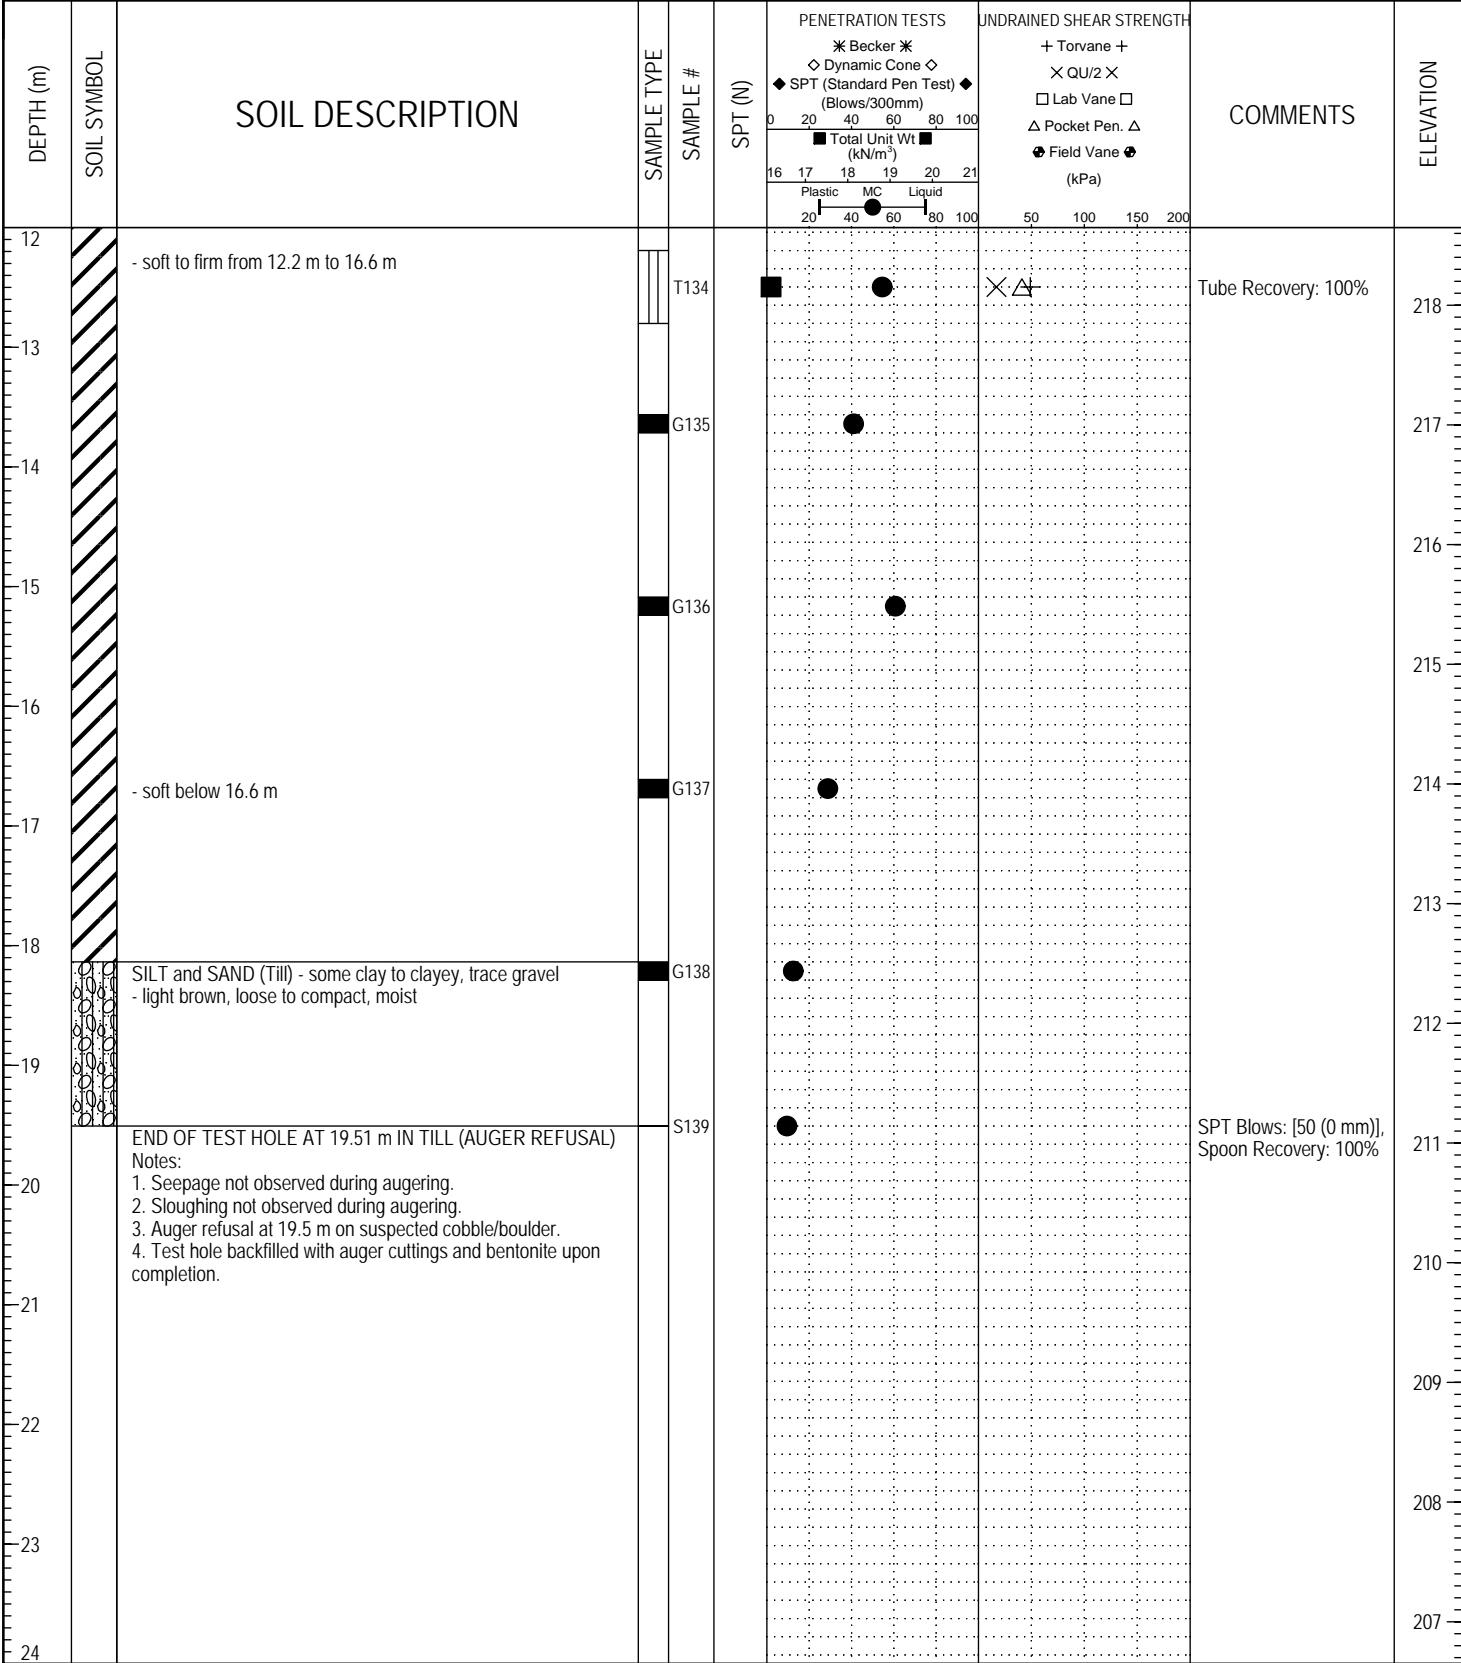 DEPTH (m)
SOIL SYMBOL
SOIL DESCRIPTION
SAMPLE TYPE
SAMPLE #
SPT (N)
PENETRATION TESTS
Becker
Dynamic Cone
SPT (Standard Pen Test)
(Blows/300mm)
0 20 40 60 80 100
Total Unit Wt
(kN/m³)
16 17 18 19 20 21
Plastic MC Liquid
20 40 60 80 100
UNDRAINED SHEAR STRENGTH
+ Torvane +
QU/2
Lab Vane
Pocket Pen.
Field Vane
(kPa)
50 100 150 200
COMMENTS
ELEVATION
12
- soft to firm from 12.2 m to 16.6 m
T134
Tube Recovery: 100%
218
13
G135
217
14
216
15
G136
215
16
- soft below 16.6 m
G137
214
17
213
18
SILT and SAND (Till) - some clay to clayey, trace gravel
G138
- light brown, loose to compact, moist
212
19
S139
SPT Blows: [50 (0 mm)],
END OF TEST HOLE AT 19.51 m IN TILL (AUGER REFUSAL)
211
Spoon Recovery: 100%
Notes:
20
1. Seepage not observed during augering.
2. Sloughing not observed during augering.
3. Auger refusal at 19.5 m on suspected cobble/boulder.
4. Test hole backfilled with auger cuttings and bentonite upon
210
completion.
21
209
22
208
23
207
24